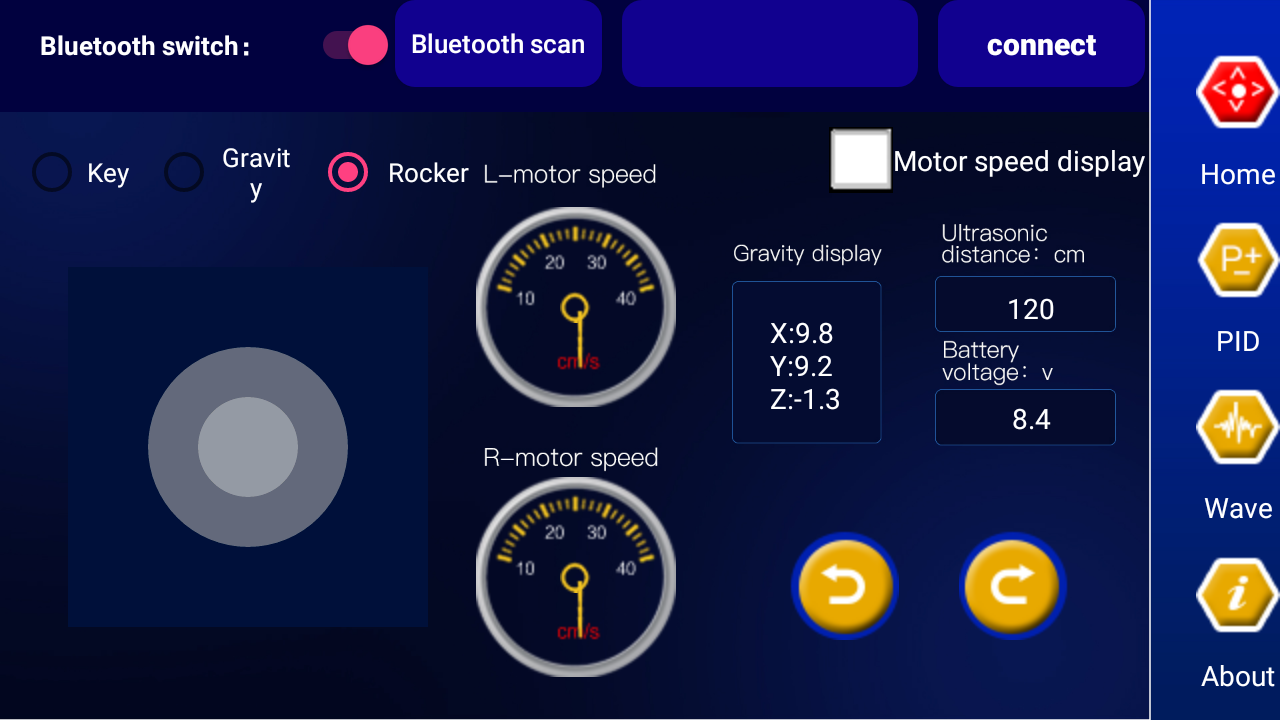 Bluetooth switch:
Bluetooth scan
connect
Key
Gravit
y
Rocker
L-motor speed
Motor speed display
10 20 30 40
cm/s
Gravity display
X:9.8
Y:9.2
Z:-1.3
Ultrasonic
distance: cm
120
Battery
voltage: v
8.4
R-motor speed
10 20 30 40
cm/s
Home
P±
PID
Wave
i
About